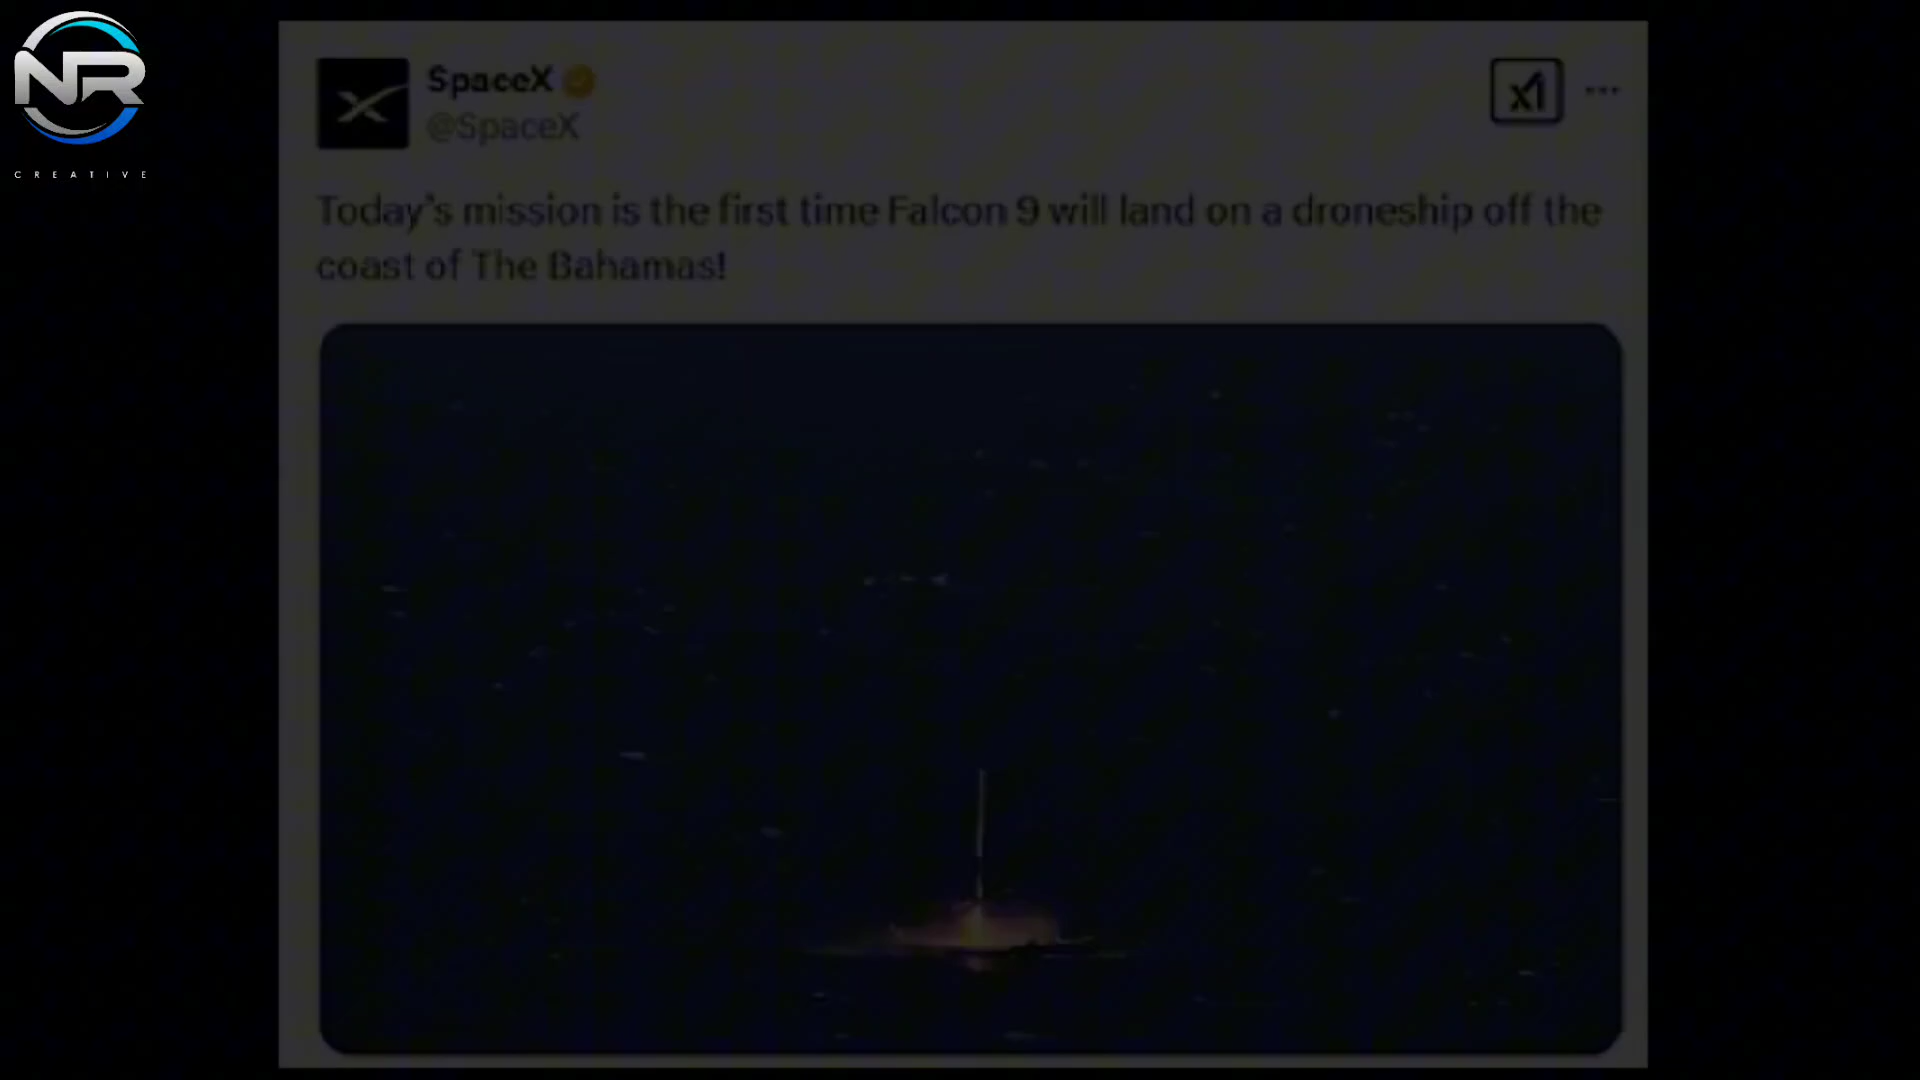 NR
CREATIVE
SpaceX
@SpaceX
Today's mission is the first time Falcon 9 will land on a droneship off the
coast of The Bahamas!